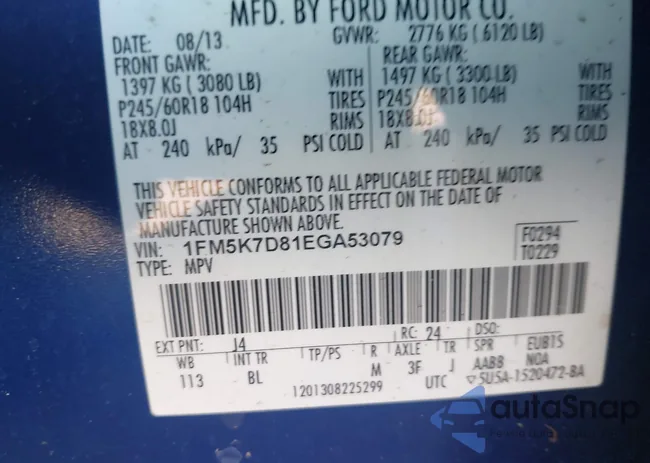 MFD. BY FORD MOTOR CO.
DATE: 08/13 GVWR: 2776 KG ( 6120 LB)
FRONT GAWR: REAR GAWR:
1397 KG ( 3080 LB) WITH 1497 KG ( 3300 LB) WITH
P245/60R18 104H TIRES P245/60R18 104H TIRES
18X8.0J RIMS 18X8.0J RIMS
AT 240 kPa/ 35 PSI COLD AT 240 kPa/ 35 PSI COLD
THIS VEHICLE CONFORMS TO ALL APPLICABLE FEDERAL MOTOR
VEHICLE SAFETY STANDARDS IN EFFECT ON THE DATE OF
MANUFACTURE SHOWN ABOVE.
VIN: 1FM5K7D81EGA53079 F0294
TYPE: MPV T0229
EXT PNT: J4 RC: 24 DSO:
WB INT TR TP/PS R AXLE TR SPR EUB1S
113 BL M 3F J AABB NOA
1201308225299 UTC ▽5U5A-1520472-BA
autoSnap